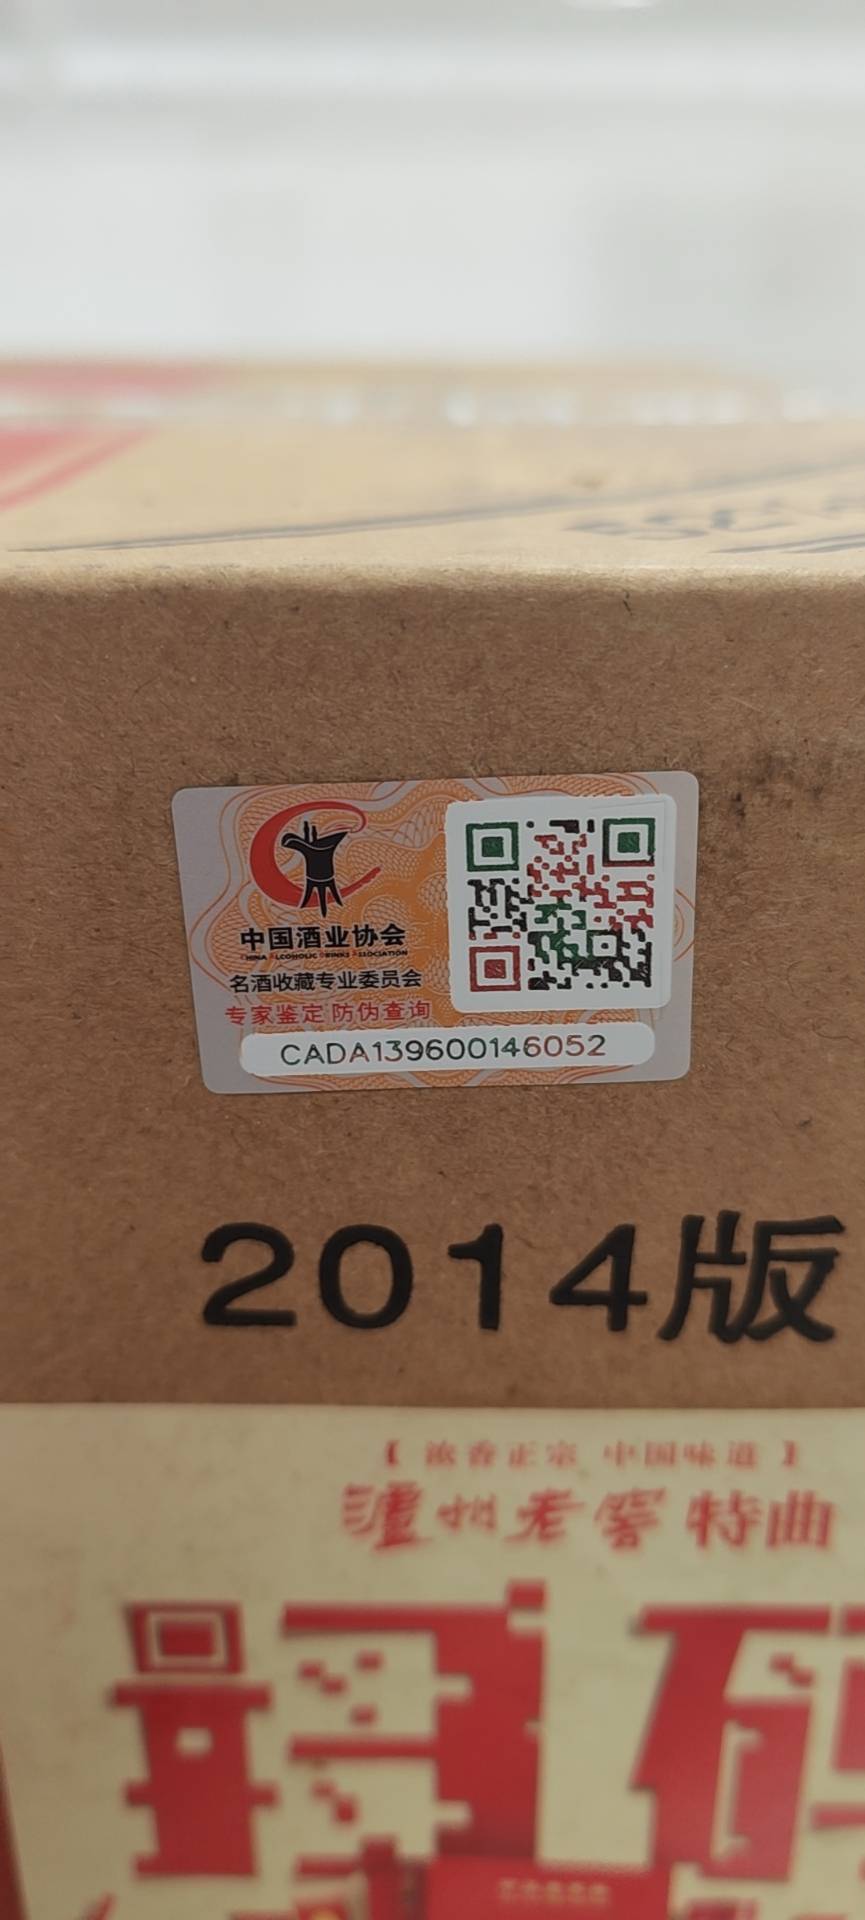 中国酒业协会
CHINA ALCOHOLIC DRINKS ASSOCIATION
名酒收藏专业委员会
专家鉴定 防伪查询
CADA139600146052
2014版
【 浓香正宗 中国味道 】
泸州老窖 特曲